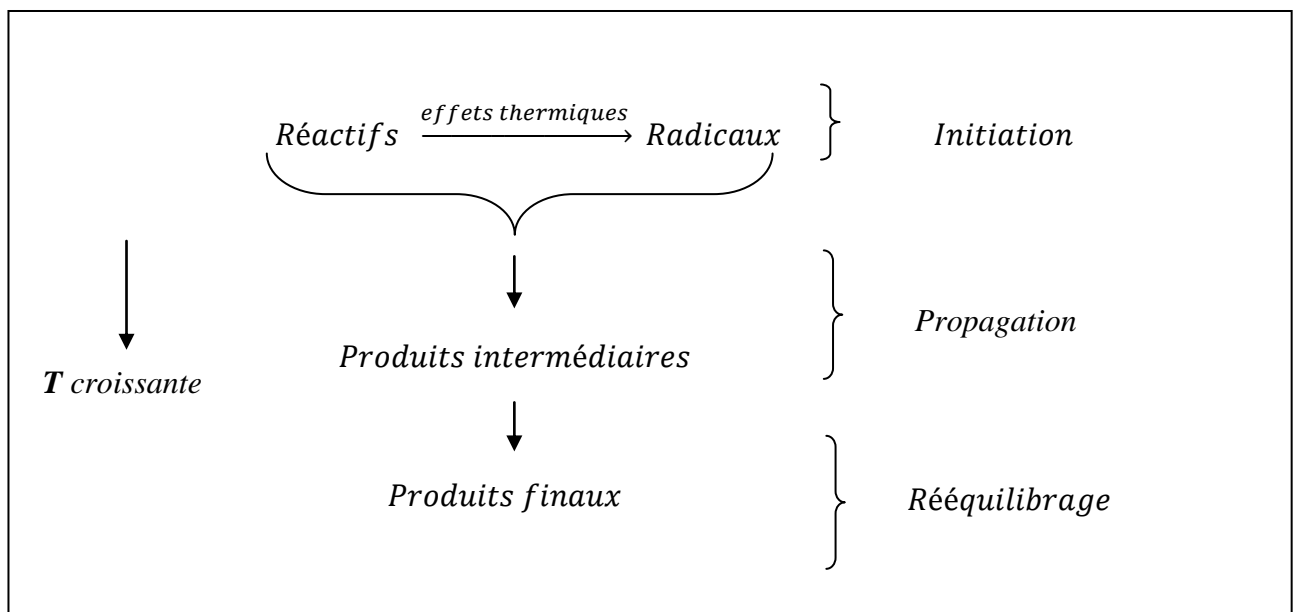 effets thermiques
Réactifs Radicaux Initiation
Propagation
Produits intermédiaires
T croissante
Produits finaux Rééquilibrage